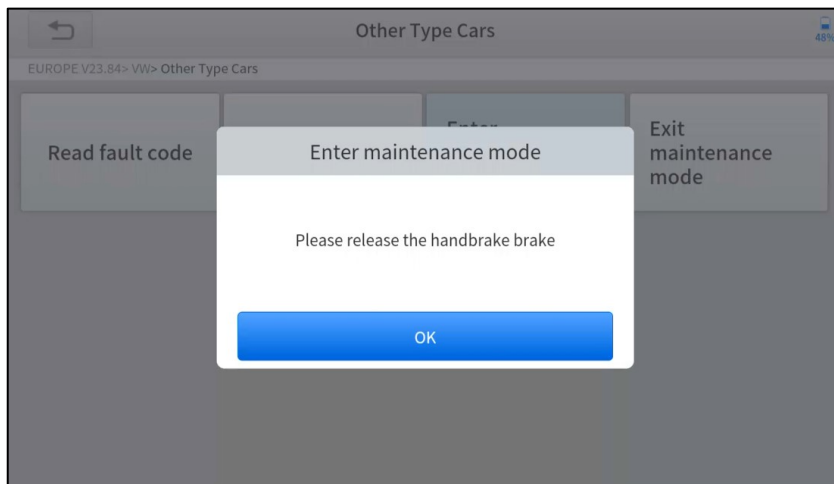 Other Type Cars
48%
EUROPE V23.84> VW> Other Type Cars
Read fault code
Enter
Exit
maintenance
mode
Enter maintenance mode
Please release the handbrake brake
OK